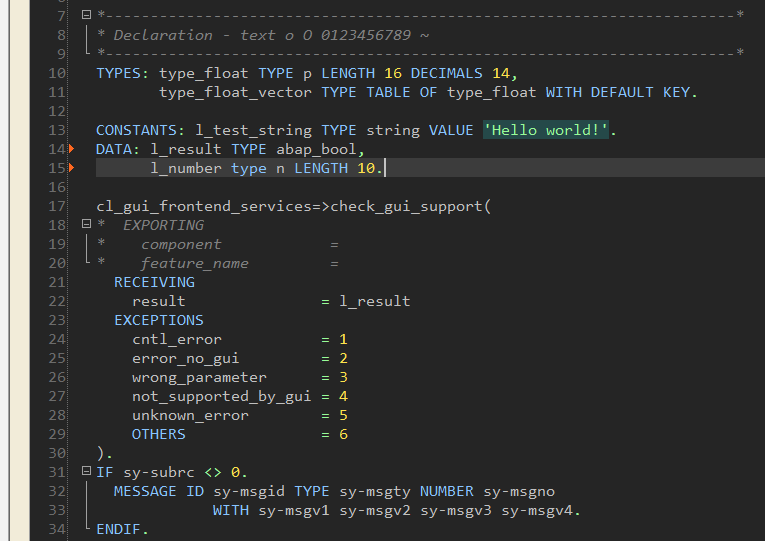 7 *----------------------------------------------------------------------*
8 * Declaration - text o O 0123456789 ~
9 *----------------------------------------------------------------------*
10 TYPES: type_float TYPE p LENGTH 16 DECIMALS 14,
11        type_float_vector TYPE TABLE OF type_float WITH DEFAULT KEY.
12
13 CONSTANTS: l_test_string TYPE string VALUE 'Hello world!'.
14 DATA: l_result TYPE abap_bool,
15       l_number type n LENGTH 10.
16
17 cl_gui_frontend_services=>check_gui_support(
18 *  EXPORTING
19 *    component            =
20 *    feature_name         =
21   RECEIVING
22     result               = l_result
23   EXCEPTIONS
24     cntl_error           = 1
25     error_no_gui         = 2
26     wrong_parameter      = 3
27     not_supported_by_gui = 4
28     unknown_error        = 5
29     OTHERS               = 6
30 ).
31 IF sy-subrc <> 0.
32   MESSAGE ID sy-msgid TYPE sy-msgty NUMBER sy-msgno
33              WITH sy-msgv1 sy-msgv2 sy-msgv3 sy-msgv4.
34 ENDIF.